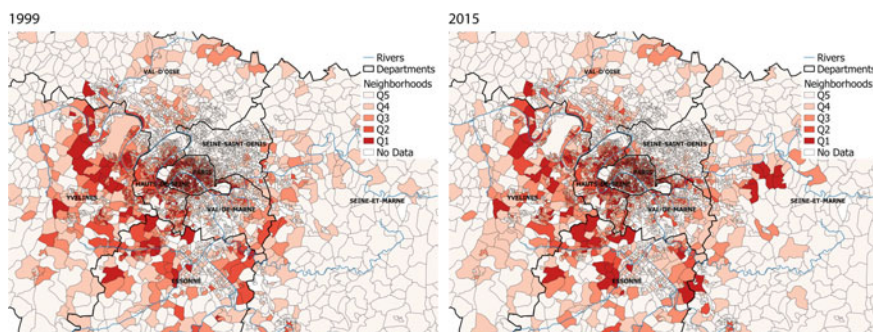 1999
Rivers
Departments
Neighborhoods
Q5
Q4
Q3
Q2
Q1
No Data
VAL-D'OISE
SEINE-SAINT-DENIS
PARIS
HAUTS-DE-SEINE
YVELINES
VAL-DE-MARNE
SEINE-ET-MARNE
ESSONNE
2015
Rivers
Departments
Neighborhoods
Q5
Q4
Q3
Q2
Q1
No Data
VAL-D'OISE
SEINE-SAINT-DENIS
PARIS
HAUTS-DE-SEINE
YVELINES
VAL-DE-MARNE
SEINE-ET-MARNE
ESSONNE